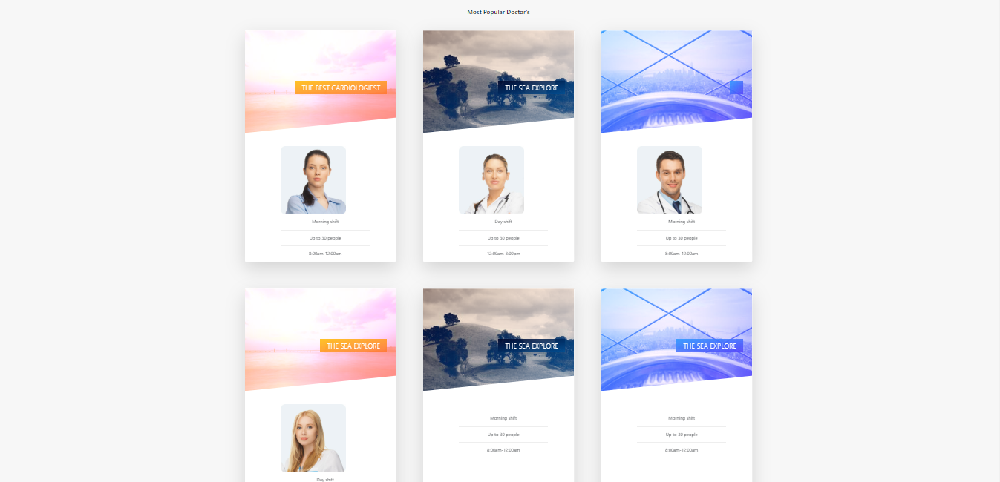 Most Popular Doctor's
THE BEST CARDIOLOGIEST
THE SEA EXPLORE
Morning shift
Up to 30 people
8:00am-12:00am
Day shift
Up to 30 people
12:00am-3:00pm
Morning shift
Up to 30 people
8:00am-12:00am
THE SEA EXPLORE
THE SEA EXPLORE
THE SEA EXPLORE
Day shift
Morning shift
Up to 30 people
8:00am-12:00am
Morning shift
Up to 30 people
8:00am-12:00am